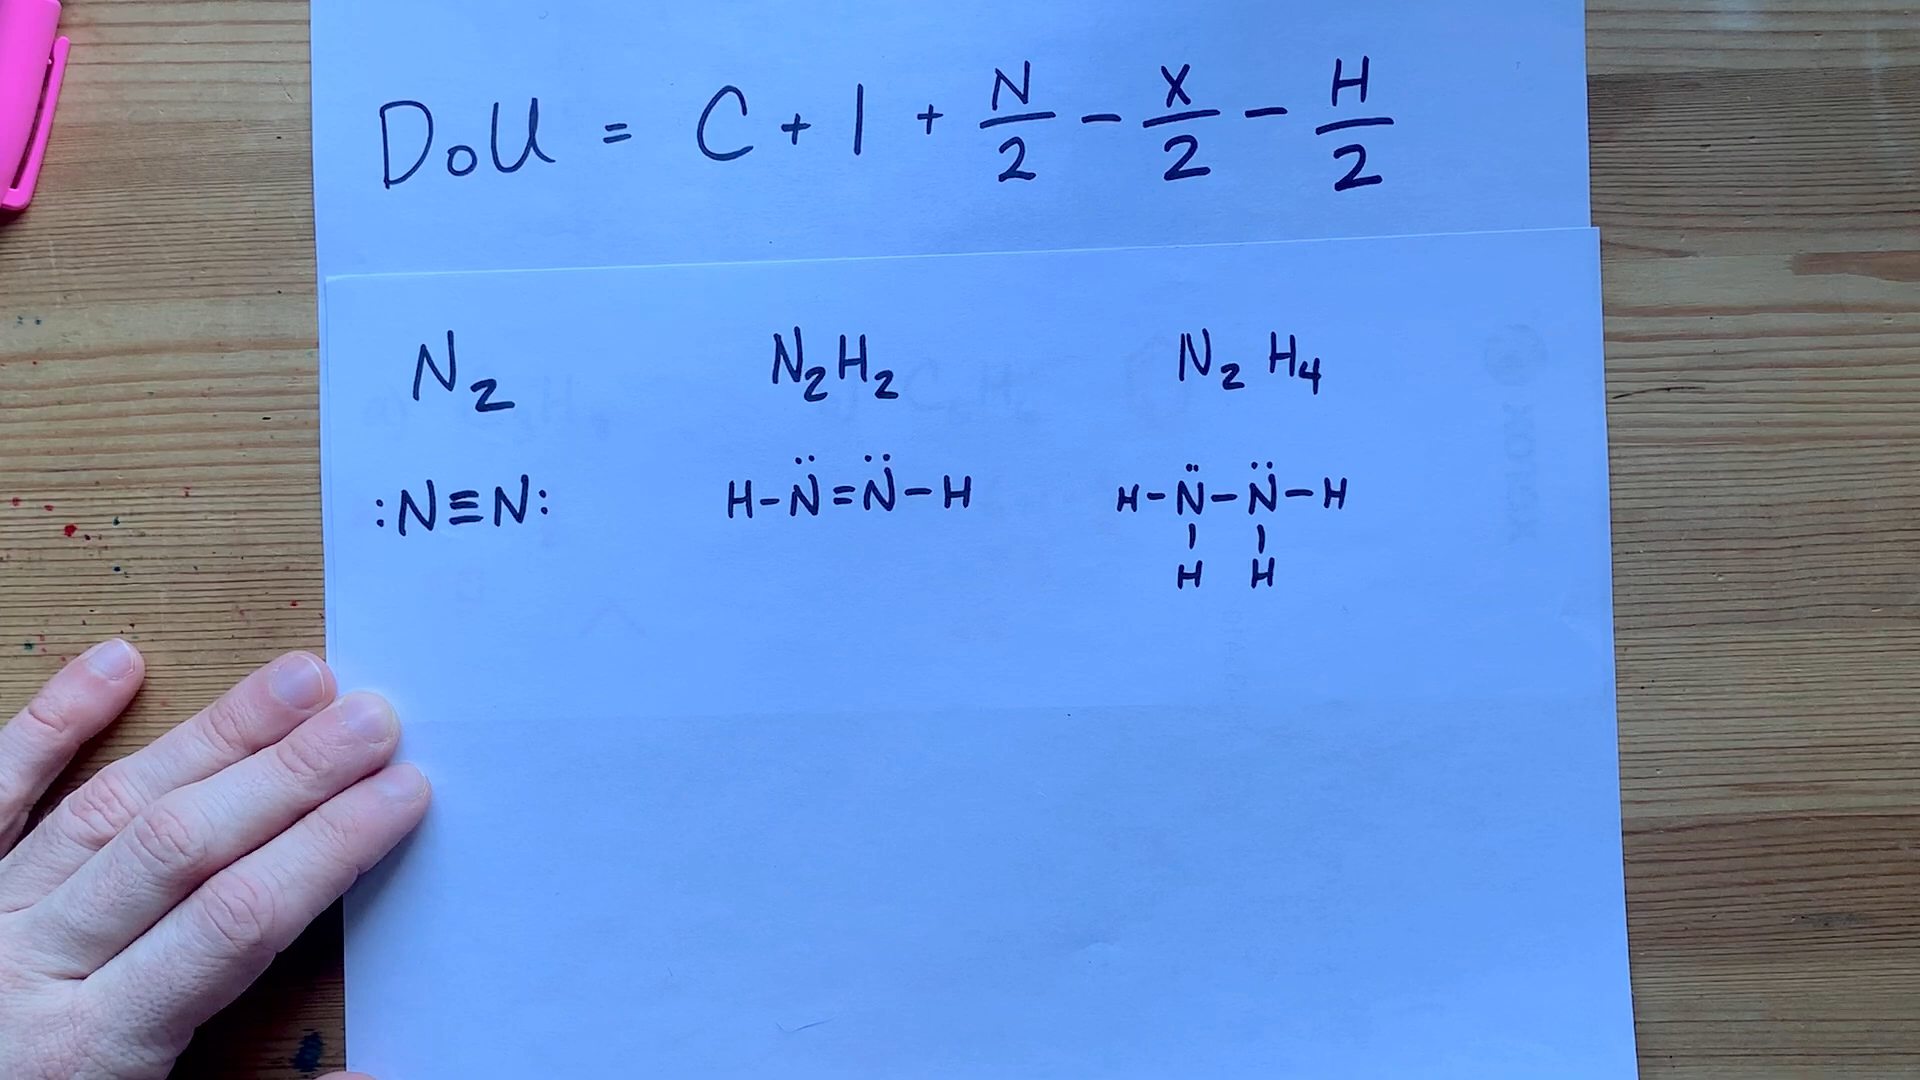 DoU = C + 1 + N/2 - X/2 - H/2
N₂ N₂H₂ N₂H₄
:N≡N: H-N̈=N̈-H H-N̈-N̈-H
| |
H H